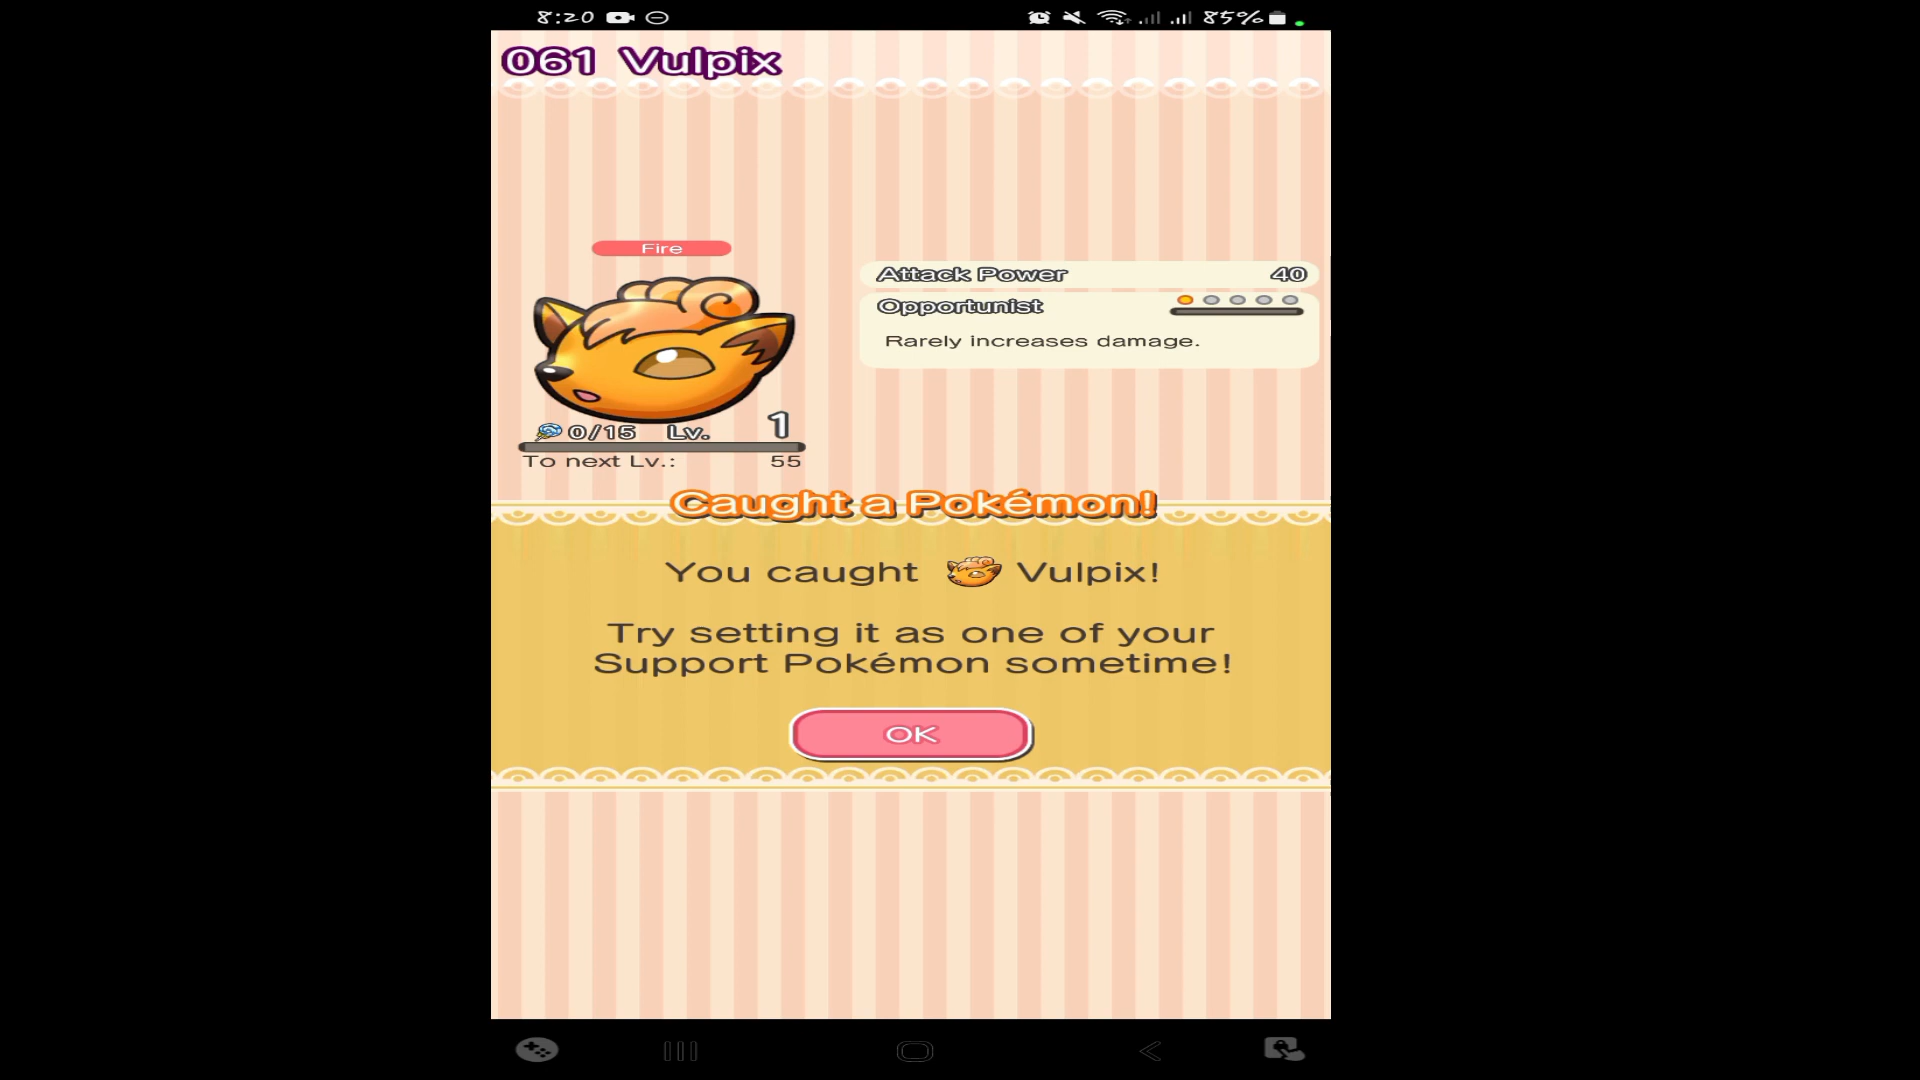 8:20 85%
061 Vulpix
Fire
Attack Power 40
Opportunist
Rarely increases damage.
0/15 Lv. 1
To next Lv.: 55
Caught a Pokémon!
You caught Vulpix!
Try setting it as one of your
Support Pokémon sometime!
OK